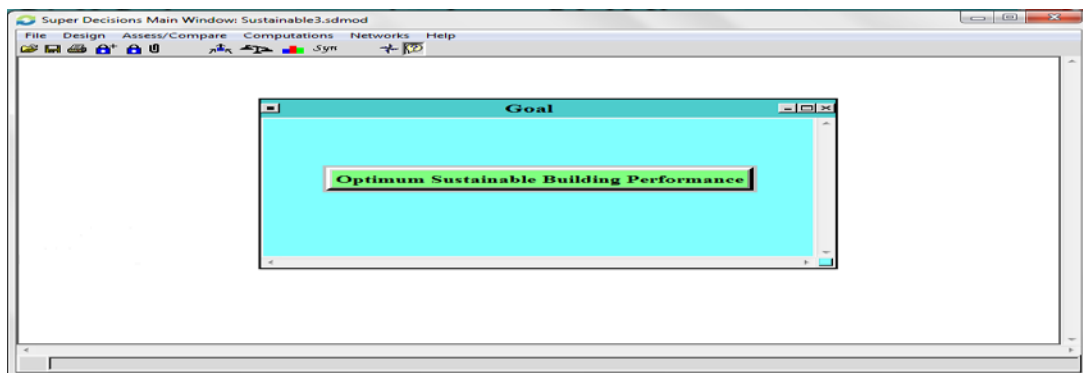 Super Decisions Main Window: Sustainable3.sdmod
File Design Assess/Compare Computations Networks Help
Syn
Goal
Optimum Sustainable Building Performance